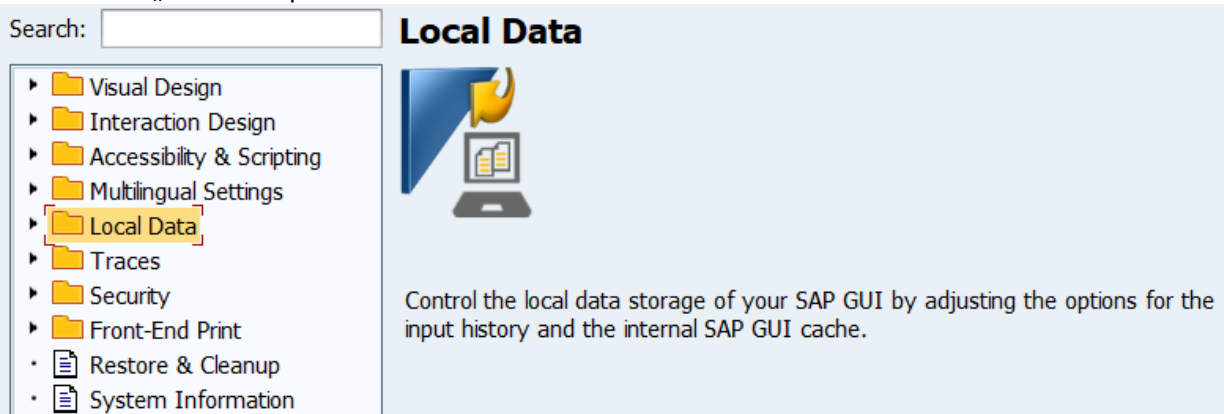 Search:
Visual Design
Interaction Design
Accessibility & Scripting
Multilingual Settings
Local Data
Traces
Security
Front-End Print
Restore & Cleanup
System Information
Local Data
Control the local data storage of your SAP GUI by adjusting the options for the
input history and the internal SAP GUI cache.